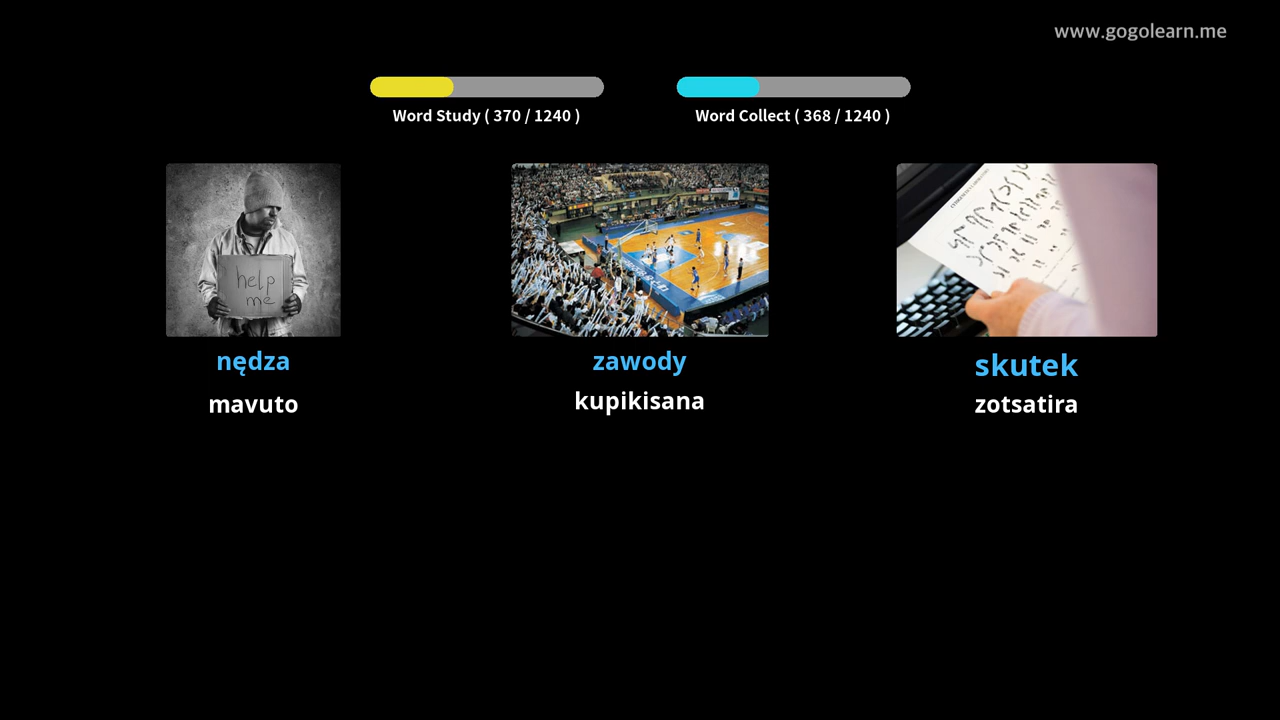 www.gogolearn.me
Word Study ( 370 / 1240 )
Word Collect ( 368 / 1240 )
help
me
nędza
zawody
skutek
mavuto
kupikisana
zotsatira